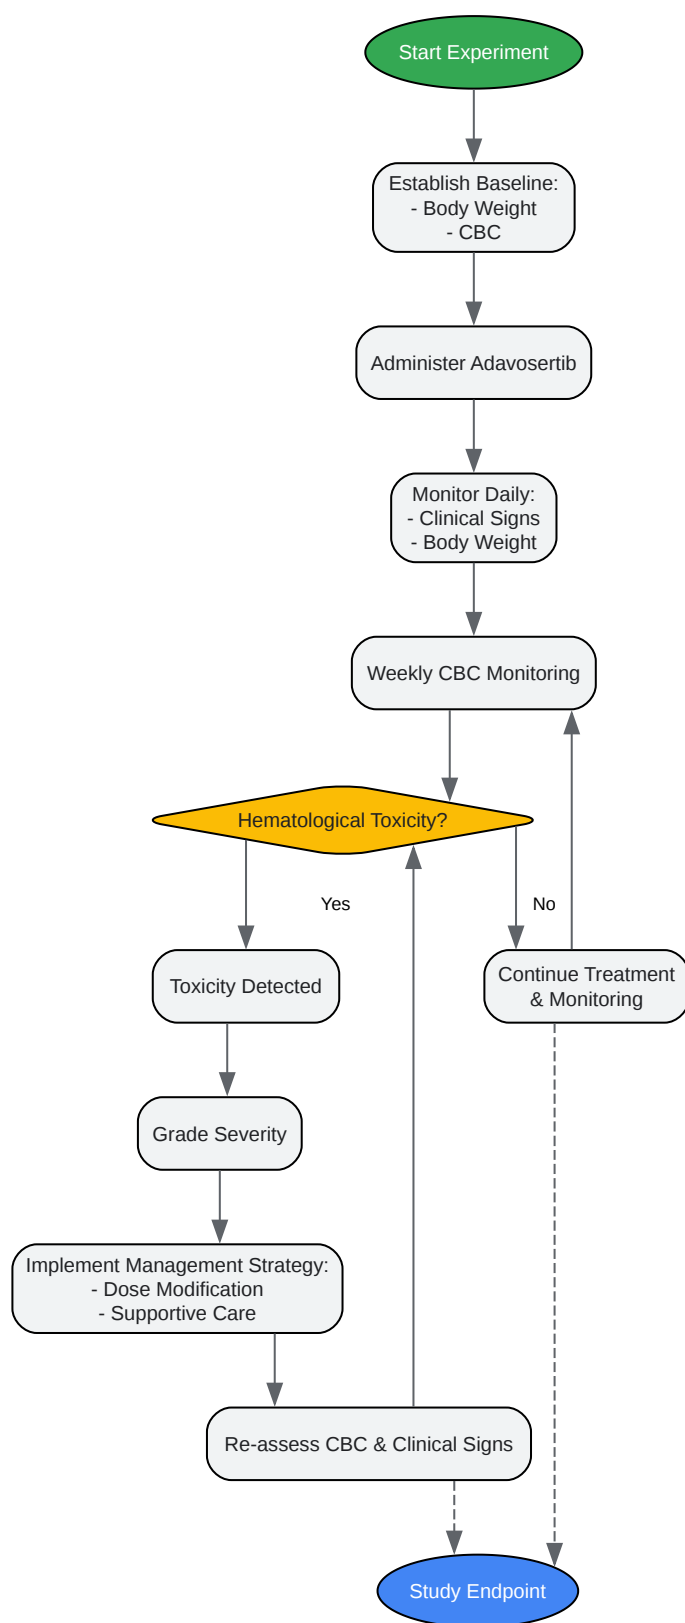 Start Experiment
Establish Baseline:
- Body Weight
- CBC
Administer Adavosertib
Monitor Daily:
- Clinical Signs
- Body Weight
Weekly CBC Monitoring
Hematological Toxicity?
Yes
No
Toxicity Detected
Continue Treatment
& Monitoring
Grade Severity
Implement Management Strategy:
- Dose Modification
- Supportive Care
Re-assess CBC & Clinical Signs
Study Endpoint